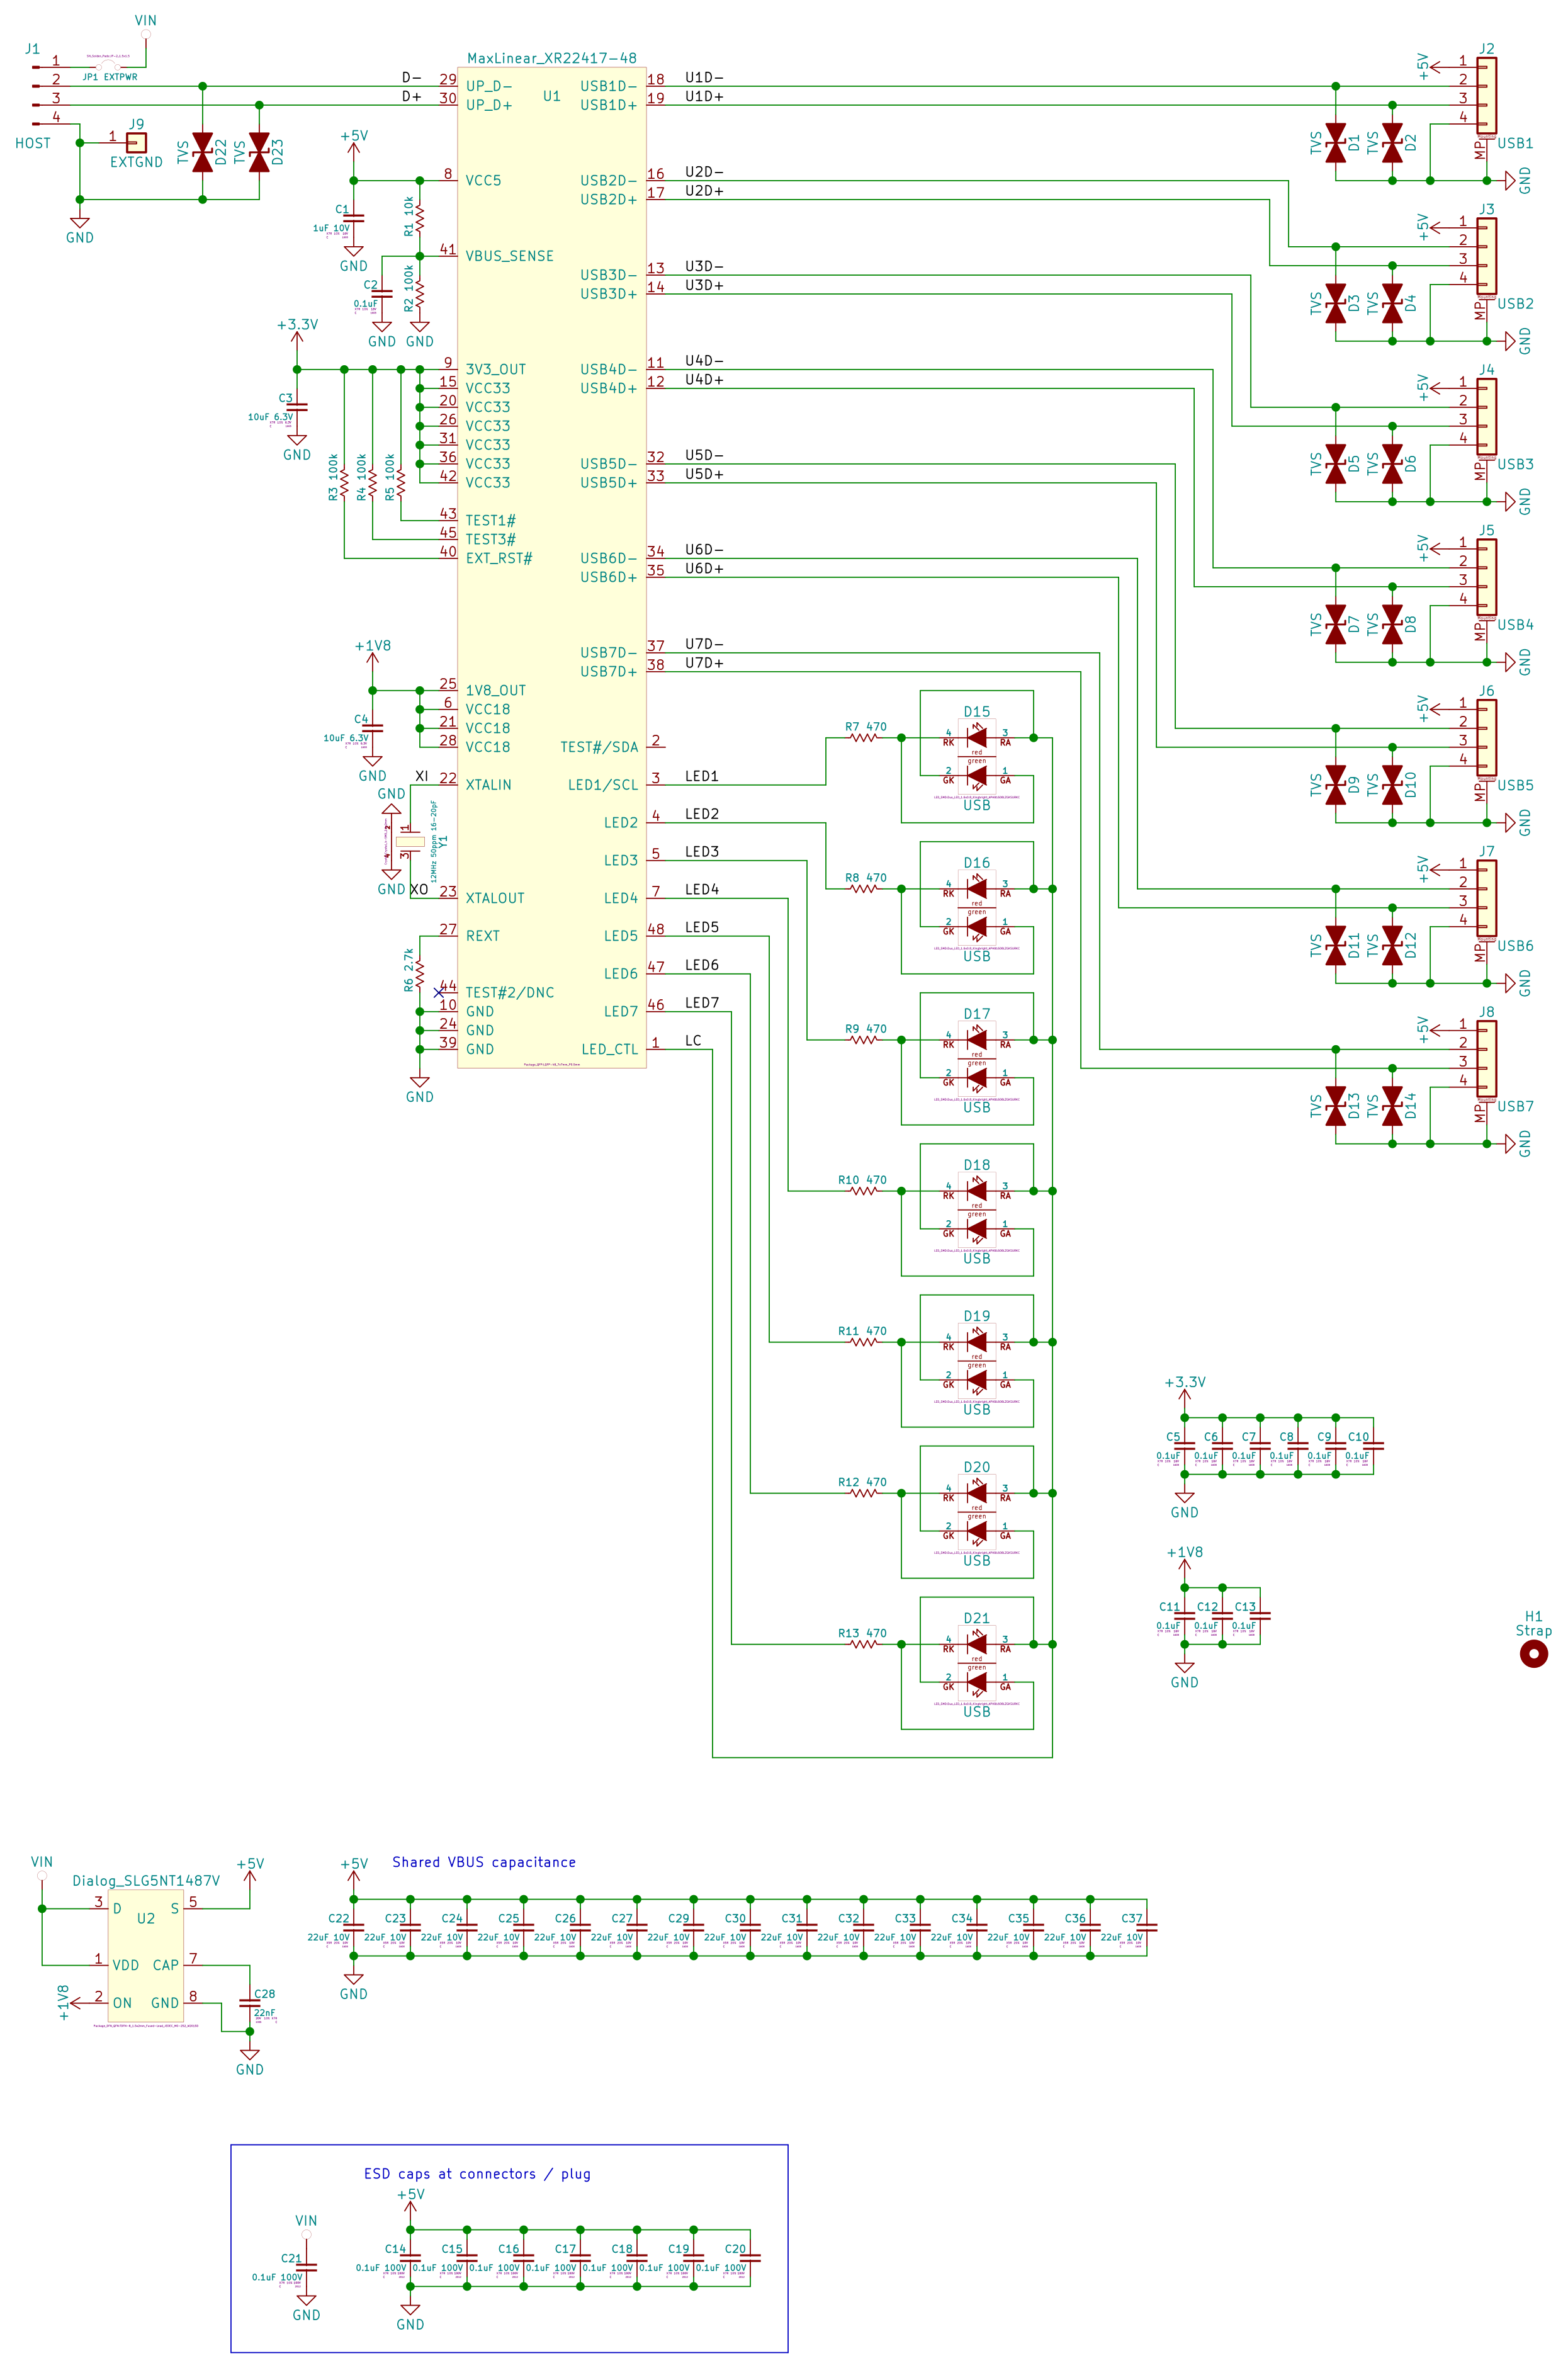 VIN
J1
1
2
3
4
JP1 EXTPWR
HOST
J9
1
EXTGND
GND
TVS
D22
TVS
D23
D-
D+
MaxLinear_XR22417-48
U1
29 UP_D-
30 UP_D+
8 VCC5
41 VBUS_SENSE
9 3V3_OUT
15 VCC33
20 VCC33
26 VCC33
31 VCC33
36 VCC33
42 VCC33
43 TEST1#
45 TEST3#
40 EXT_RST#
25 1V8_OUT
6 VCC18
21 VCC18
28 VCC18
22 XTALIN
23 XTALOUT
27 REXT
44 TEST#2/DNC
10 GND
24 GND
39 GND
USB1D- 18 U1D-
USB1D+ 19 U1D+
USB2D- 16 U2D-
USB2D+ 17 U2D+
USB3D- 13 U3D-
USB3D+ 14 U3D+
USB4D- 11 U4D-
USB4D+ 12 U4D+
USB5D- 32 U5D-
USB5D+ 33 U5D+
USB6D- 34 U6D-
USB6D+ 35 U6D+
USB7D- 37 U7D-
USB7D+ 38 U7D+
TEST#/SDA 2
LED1/SCL 3 LED1
LED2 4 LED2
LED3 5 LED3
LED4 7 LED4
LED5 48 LED5
LED6 47 LED6
LED7 46 LED7
LED_CTL 1 LC
+5V
C1
1uF 10V
GND
R1 10k
C2
0.1uF
GND
R2 100k
GND
+3.3V
C3
10uF 6.3V
GND
R3 100k
R4 100k
R5 100k
+1V8
C4
10uF 6.3V
GND
XI
GND
1
2
3
4
Y1
12MHz 50ppm 16-20pF
GND
XO
R6 2.7k
GND
R7 470
D15
4 3
RK RA
red
green
2 1
GK GA
USB
R8 470
D16
4 3
RK RA
red
green
2 1
GK GA
USB
R9 470
D17
4 3
RK RA
red
green
2 1
GK GA
USB
R10 470
D18
4 3
RK RA
red
green
2 1
GK GA
USB
R11 470
D19
4 3
RK RA
red
green
2 1
GK GA
USB
R12 470
D20
4 3
RK RA
red
green
2 1
GK GA
USB
R13 470
D21
4 3
RK RA
red
green
2 1
GK GA
USB
J2
+5V
1
2
3
4
MP
USB1
TVS
D1
TVS
D2
GND
J3
+5V
1
2
3
4
MP
USB2
TVS
D3
TVS
D4
GND
J4
+5V
1
2
3
4
MP
USB3
TVS
D5
TVS
D6
GND
J5
+5V
1
2
3
4
MP
USB4
TVS
D7
TVS
D8
GND
J6
+5V
1
2
3
4
MP
USB5
TVS
D9
TVS
D10
GND
J7
+5V
1
2
3
4
MP
USB6
TVS
D11
TVS
D12
GND
J8
+5V
1
2
3
4
MP
USB7
TVS
D13
TVS
D14
GND
+3.3V
C5 C6 C7 C8 C9 C10
0.1uF 0.1uF 0.1uF 0.1uF 0.1uF 0.1uF
GND
+1V8
C11 C12 C13
0.1uF 0.1uF 0.1uF
GND
H1
Strap
VIN
Dialog_SLG5NT1487V
+5V
U2
3 D
S 5
1 VDD
CAP 7
+1V8
2 ON
GND 8
C28
22nF
GND
Shared VBUS capacitance
+5V
C22 C23 C24 C25 C26 C27 C29 C30 C31 C32 C33 C34 C35 C36 C37
22uF 10V 22uF 10V 22uF 10V 22uF 10V 22uF 10V 22uF 10V 22uF 10V 22uF 10V 22uF 10V 22uF 10V 22uF 10V 22uF 10V 22uF 10V 22uF 10V 22uF 10V
GND
ESD caps at connectors / plug
+5V
VIN
C21
0.1uF 100V
GND
C14 C15 C16 C17 C18 C19 C20
0.1uF 100V 0.1uF 100V 0.1uF 100V 0.1uF 100V 0.1uF 100V 0.1uF 100V 0.1uF 100V
GND